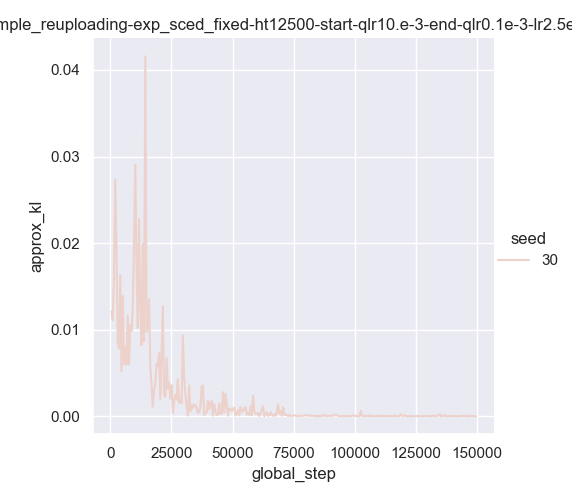 mple_reuploading-exp_sced_fixed-ht12500-start-qlr10.e-3-end-qlr0.1e-3-lr2.5e
0.04
0.03
0.02
0.01
0.00
approx_kl
0 25000 50000 75000 100000 125000 150000
global_step
seed
30